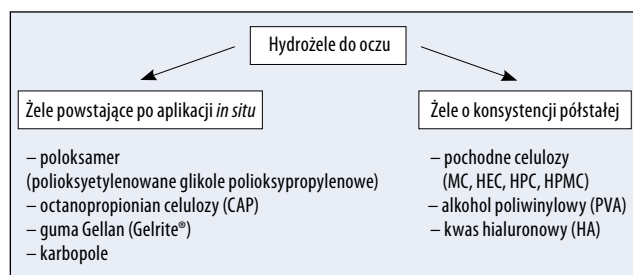 Hydrożele do oczu
Żele powstające po aplikacji in situ
– poloksamer
(polioksyetylenowane glikole polioksypropylenowe)
– octanopropionian celulozy (CAP)
– guma Gellan (Gelrite®)
– karbopole
Żele o konsystencji półstałej
– pochodne celulozy
(MC, HEC, HPC, HPMC)
– alkohol poliwinylowy (PVA)
– kwas hialuronowy (HA)